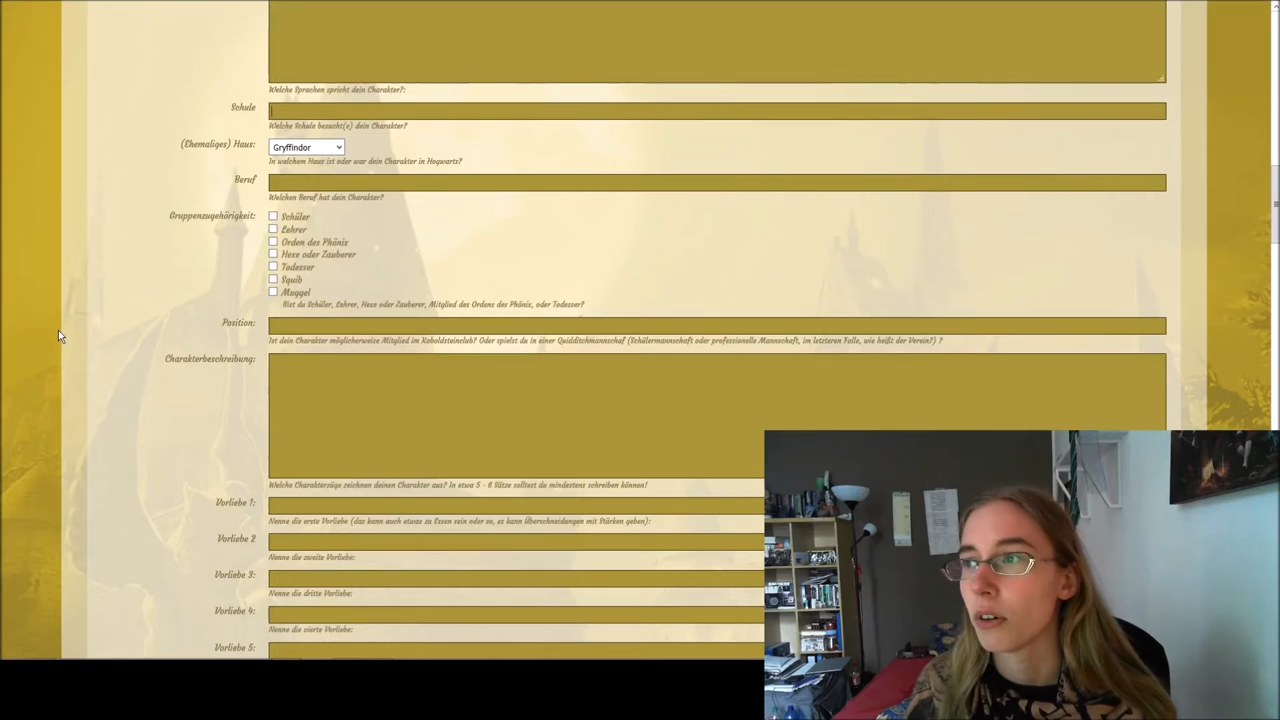 Welche Sprachen spricht dein Charakter?:
Schule
Welche Schule besucht(e) dein Charakter?
(Ehemaliges) Haus:
Gryffindor
In welchem Haus ist oder war dein Charakter in Hogwarts?
Beruf
Welchen Beruf hat dein Charakter?
Gruppenzugehörigkeit:
Schüler
Lehrer
Orden des Phönix
Hexe oder Zauberer
Todesser
Squib
Muggel
Bist du Schüler, Lehrer, Hexe oder Zauberer, Mitglied des Ordens des Phönix, oder Todesser?
Position:
Ist dein Charakter möglicherweise Mitglied im Koboldsteinclub? Oder spielst du in einer Quidditchmannschaf (Schülermannschaft oder professionelle Mannschaft, im letzteren Falle, wie heißt der Verein?) ?
Charakterbeschreibung:
Welche Charakterzüge zeichnen deinen Charakter aus? In etwa 5 - 6 Sätze solltest du mindestens schreiben können!
Vorliebe 1:
Nenne die erste Vorliebe (das kann auch etwas zu Essen sein oder so, es kann Überschneidungen mit Stärken geben):
Vorliebe 2
Nenne die zweite Vorliebe:
Vorliebe 3:
Nenne die dritte Vorliebe:
Vorliebe 4:
Nenne die vierte Vorliebe:
Vorliebe 5: